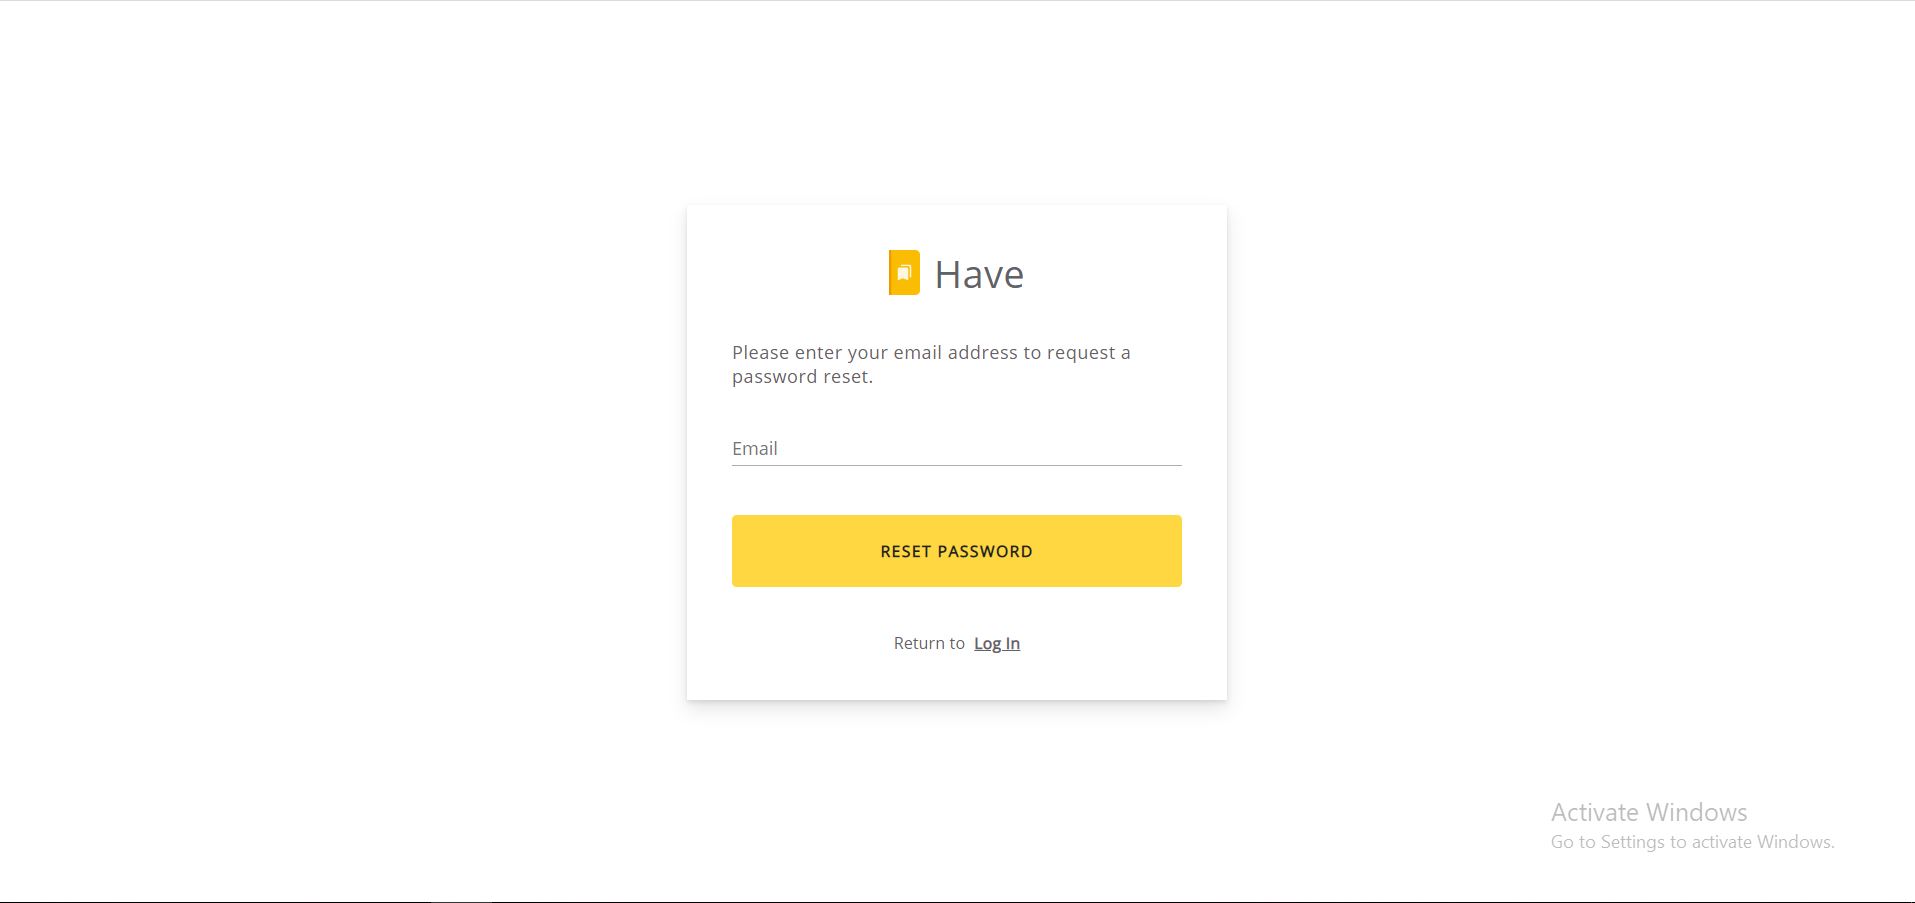 Have
Please enter your email address to request a
password reset.
Email
RESET PASSWORD
Return to Log In
Activate Windows
Go to Settings to activate Windows.